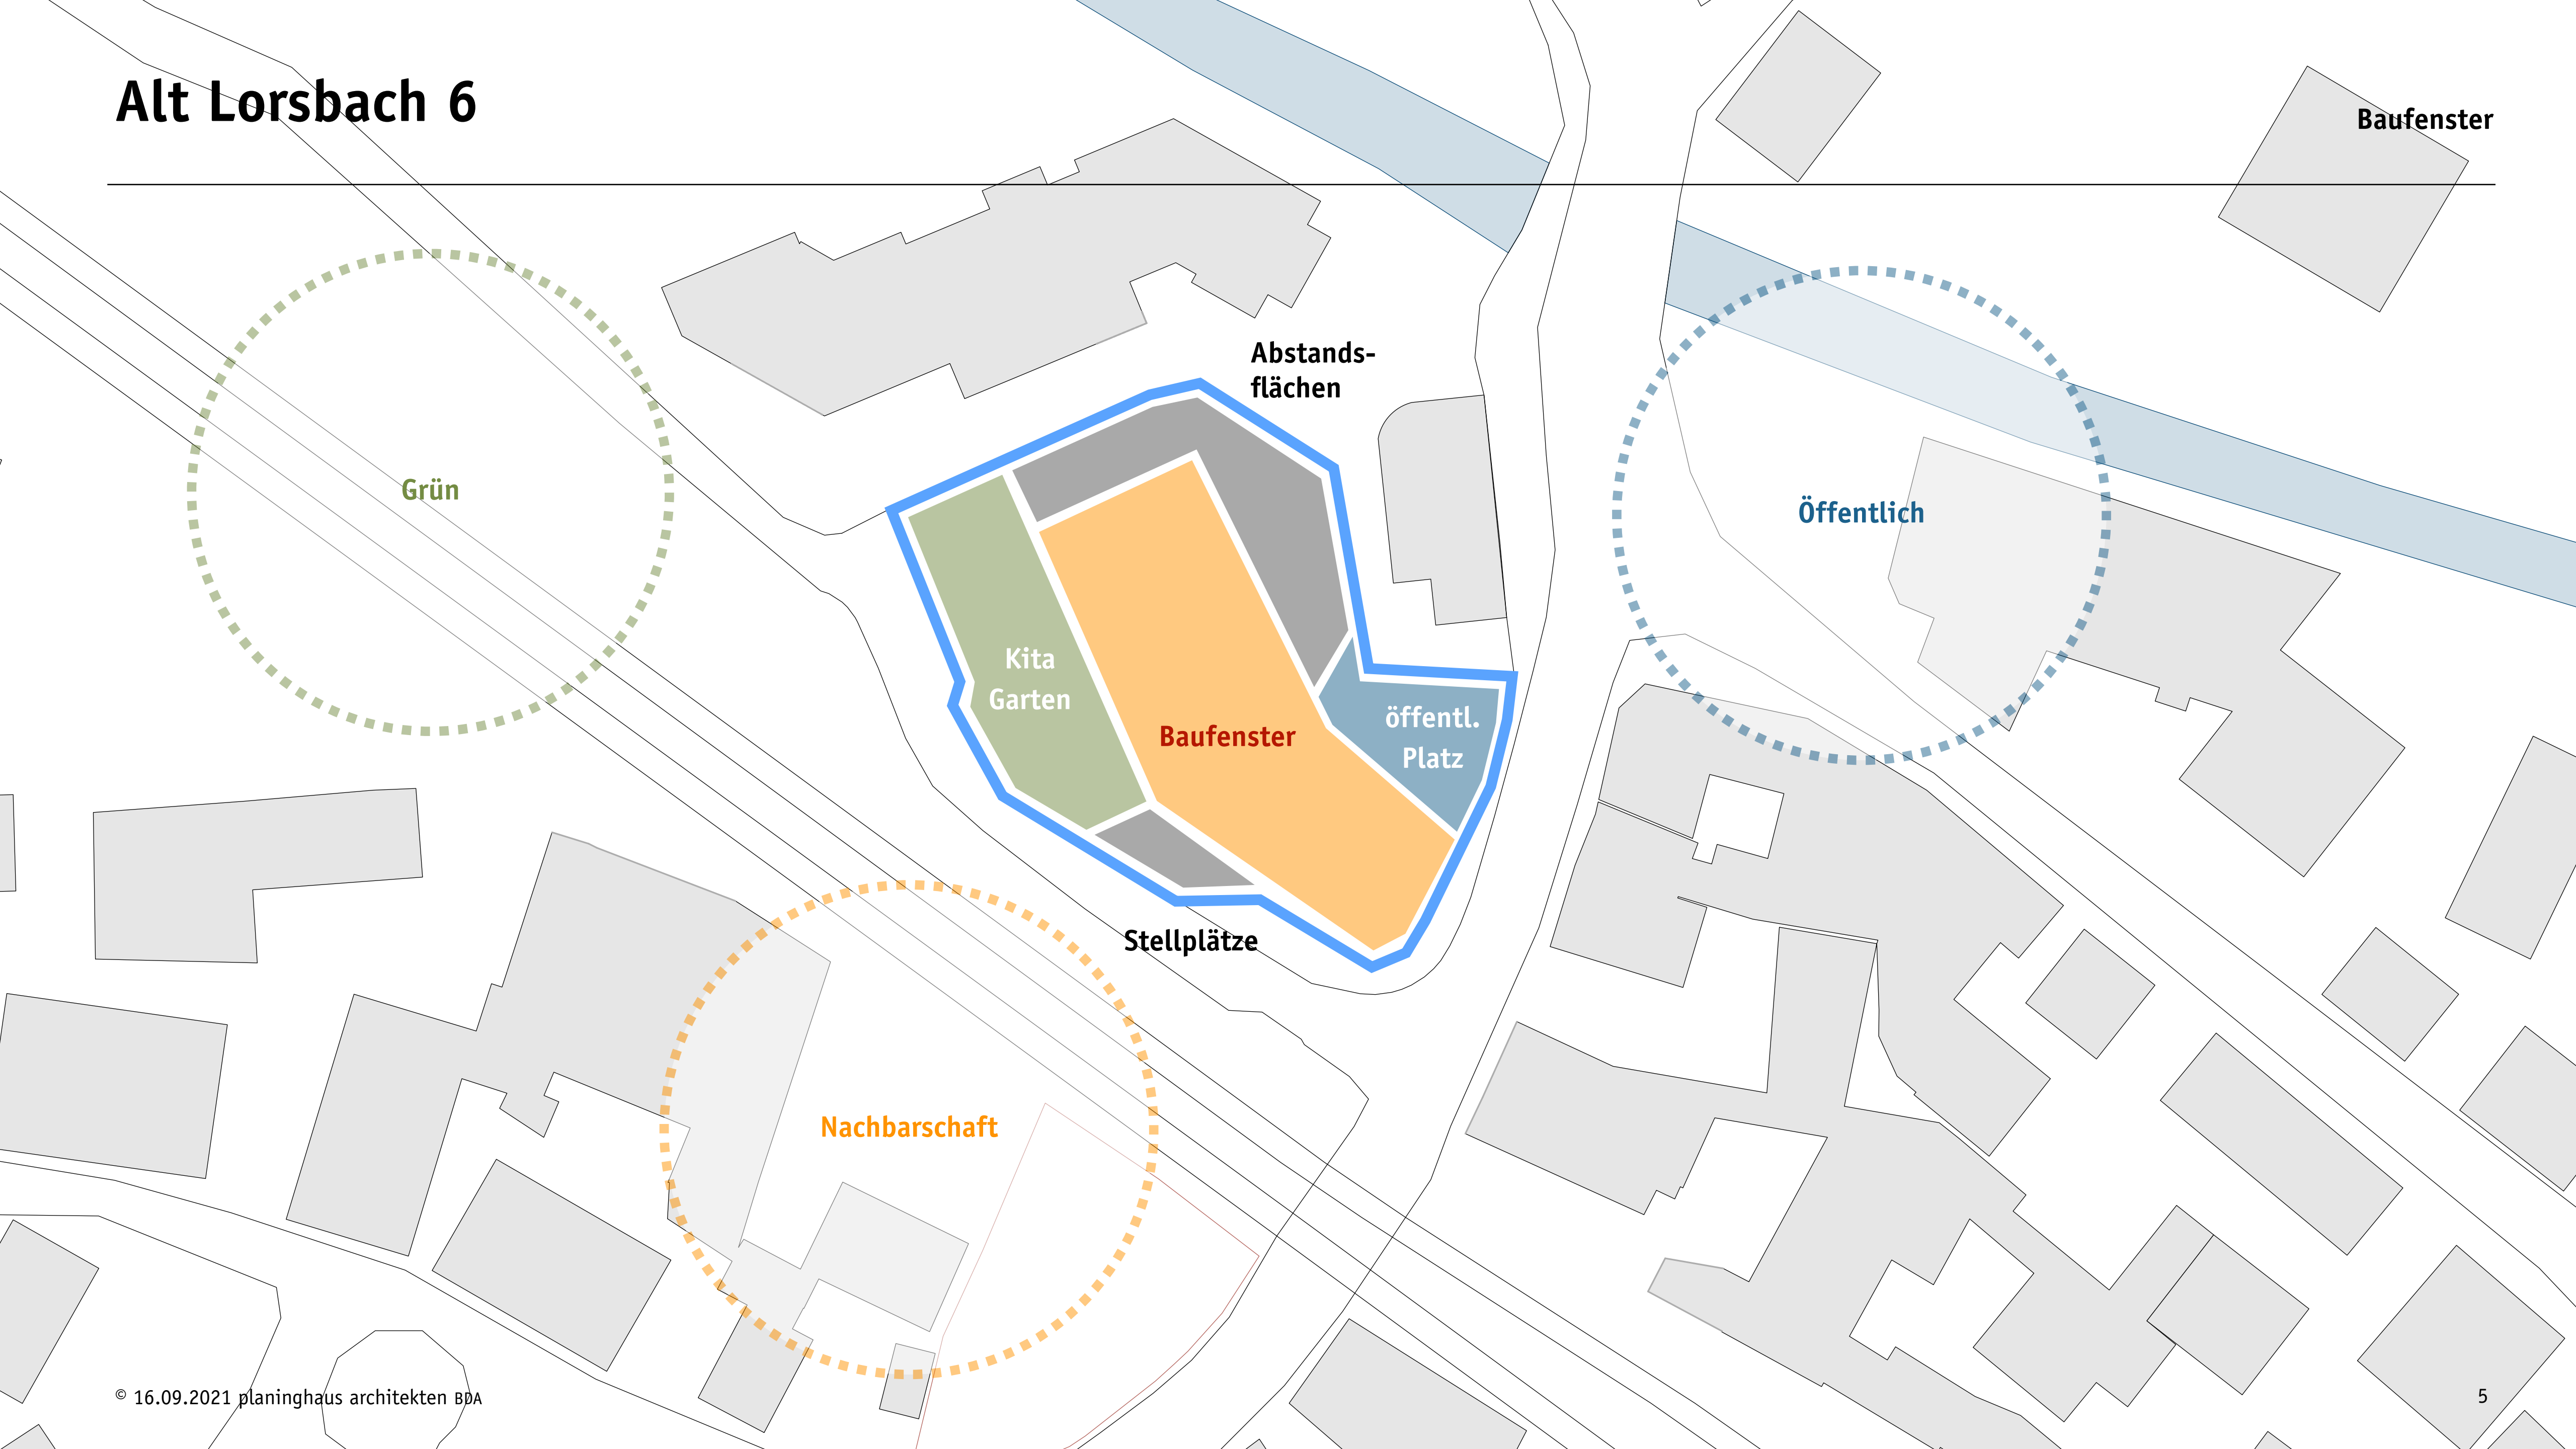 Alt Lorsbach 6
Baufenster
Abstands-
flächen
Grün
Öffentlich
Kita
Garten
Baufenster
öffentl.
Platz
Stellplätze
Nachbarschaft
© 16.09.2021 planinghaus architekten BDA
5